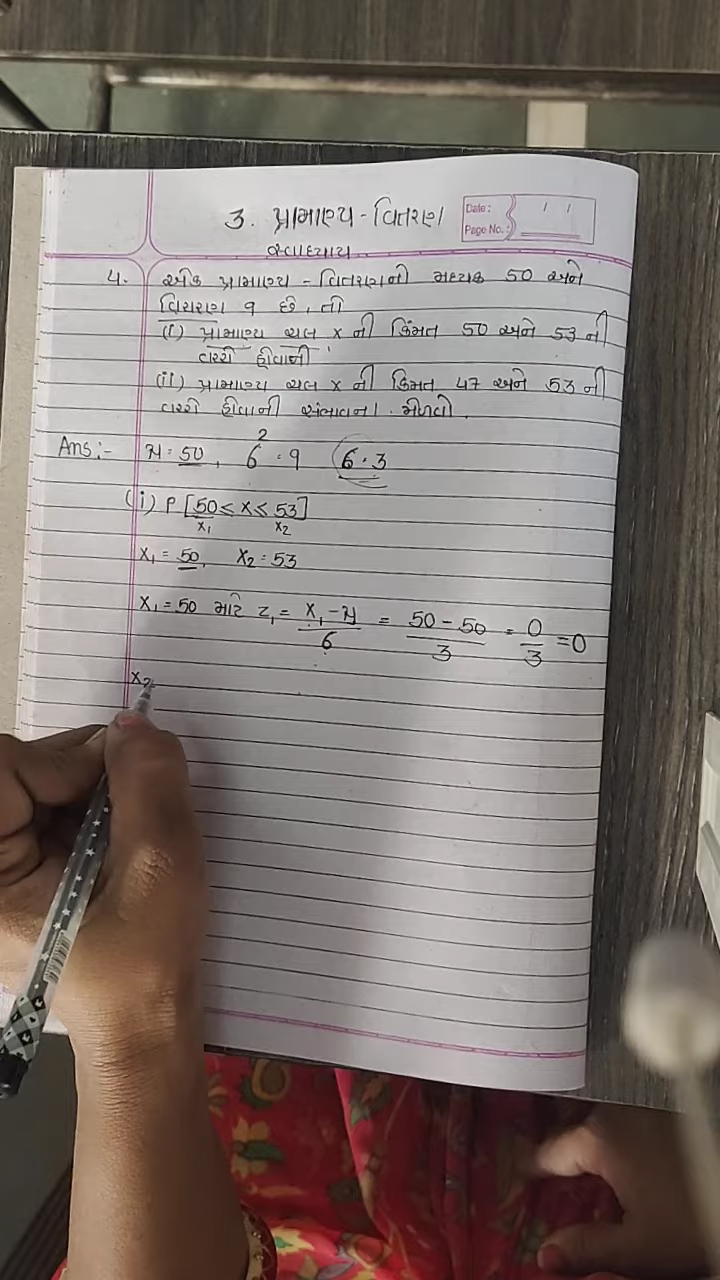 3. પ્રામાણ્ય - વિતરણ
Date : / /
Page No. :
સ્વાધ્યાય
4. એક પ્રામાણ્ય - વિતરણનો મધ્યક 50 અને
વિચરણ 9 છે, તો
(i) પ્રામાણ્ય ચલ x ની કિંમત 50 અને 53 ની
વચ્ચે હોવાની
(ii) પ્રામાણ્ય ચલ x ની કિંમત 47 અને 53 ની
વચ્ચે હોવાની સંભાવના મેળવો.
Ans :- μ = 50, σ² = 9 σ = 3
(i) P [50 ≤ x ≤ 53]
x₁ x₂
x₁ = 50, x₂ = 53
x₁ = 50 માટે z₁ = (x₁ - μ)/σ = (50 - 50)/3 = 0/3 = 0
x₂